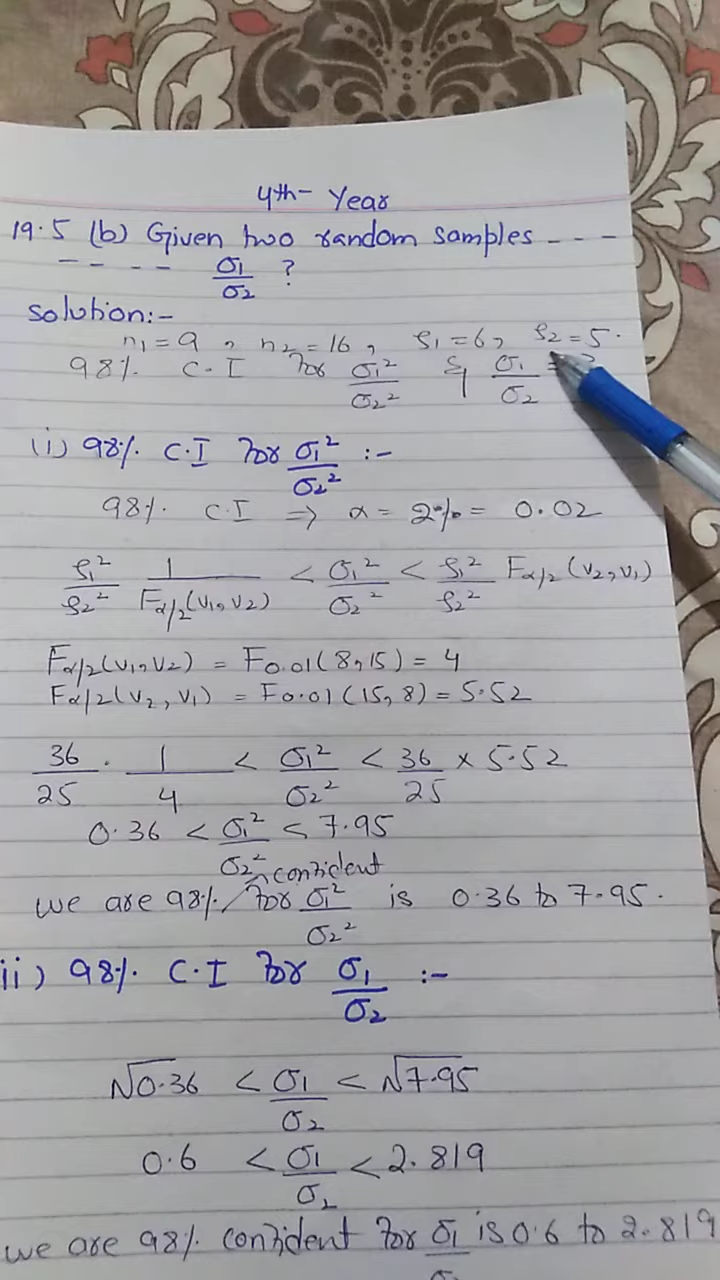 4th- Year
19.5 (b) Given two random samples - - -
- - - - - σ₁/σ₂ ?
Solution:-
n₁ = 9 , n₂ = 16 , s₁ = 6 , s₂ = 5 .
98% C.I for σ₁²/σ₂² & σ₁/σ₂ = ?
(i) 98% C.I for σ₁²/σ₂² :-
98% C.I ⇒ α = 2% = 0.02
s₁²/s₂² 1/Fα/2(v₁,v₂) < σ₁²/σ₂² < s₁²/s₂² Fα/2(v₂,v₁)
Fα/2(v₁,v₂) = F0.01(8,15) = 4
Fα/2(v₂,v₁) = F0.01(15,8) = 5.52
36/25 . 1/4 < σ₁²/σ₂² < 36/25 × 5.52
0.36 < σ₁²/σ₂² < 7.95
confident
we are 98% for σ₁²/σ₂² is 0.36 to 7.95.
ii) 98% C.I for σ₁/σ₂ :-
√0.36 < σ₁/σ₂ < √7.95
0.6 < σ₁/σ₂ < 2.819
we are 98% confident for σ₁/σ is 0.6 to 2.819